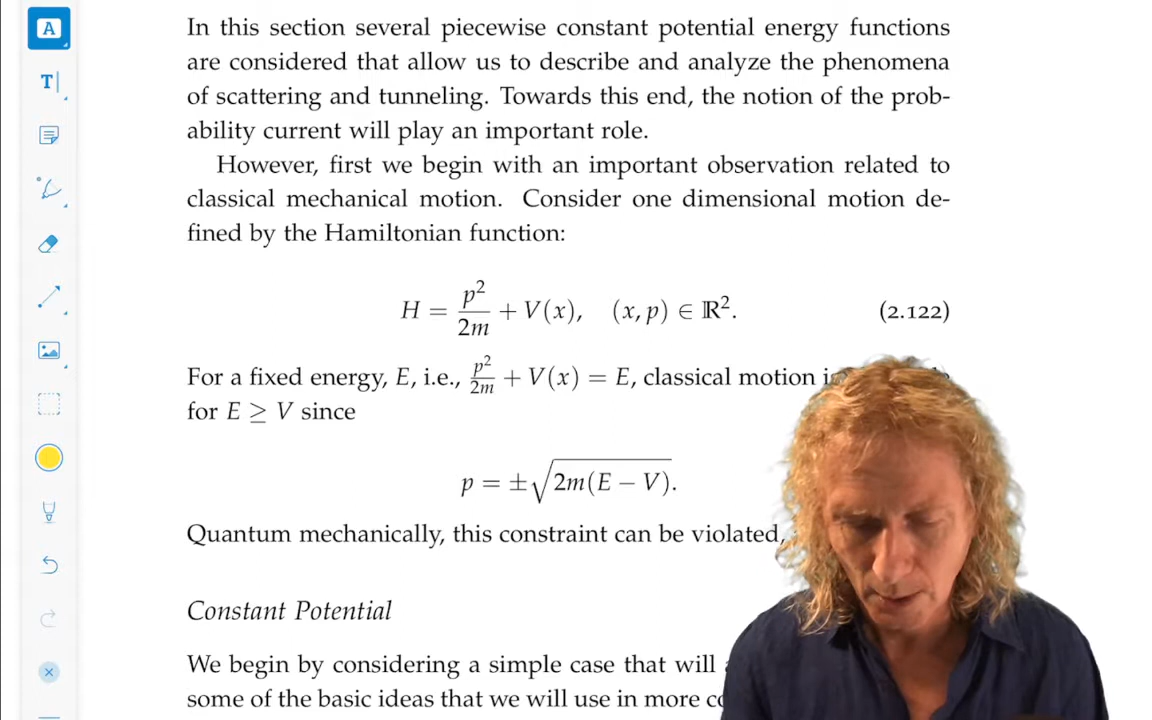 A
T|
In this section several piecewise constant potential energy functions
are considered that allow us to describe and analyze the phenomena
of scattering and tunneling. Towards this end, the notion of the prob-
ability current will play an important role.
However, first we begin with an important observation related to
classical mechanical motion. Consider one dimensional motion de-
fined by the Hamiltonian function:
H = p²/2m + V(x), (x, p) ∈ ℝ². (2.122)
For a fixed energy, E, i.e., p²/2m + V(x) = E, classical motion
for E ≥ V since
p = ±√2m(E − V).
Quantum mechanically, this constraint can be violated,
Constant Potential
We begin by considering a simple case that will
some of the basic ideas that we will use in more